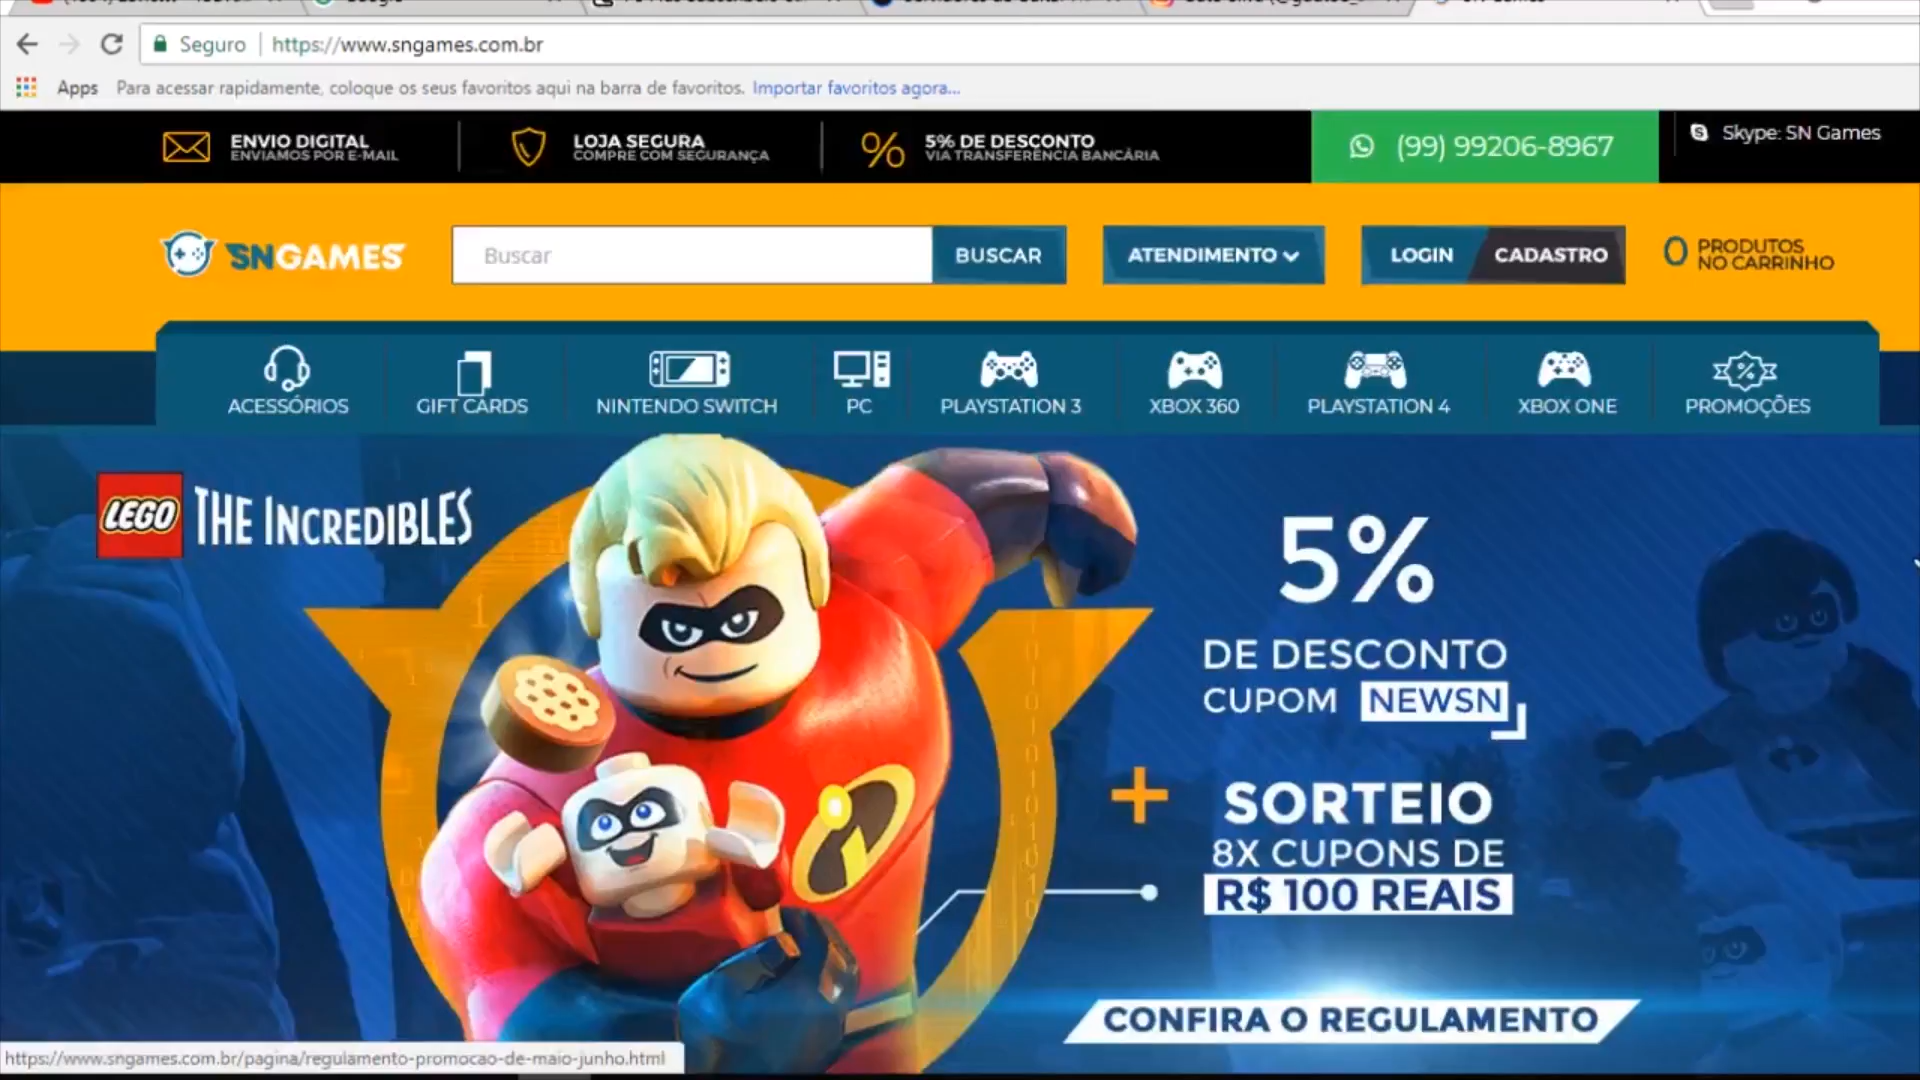 Seguro
https://www.sngames.com.br
Apps
Para acessar rapidamente, coloque os seus favoritos aqui na barra de favoritos. Importar favoritos agora...
ENVIO DIGITAL
ENVIAMOS POR E-MAIL
LOJA SEGURA
COMPRE COM SEGURANÇA
%
5% DE DESCONTO
VIA TRANSFERÊNCIA BANCÁRIA
(99) 99206-8967
Skype: SN Games
SNGAMES
Buscar
BUSCAR
ATENDIMENTO
LOGIN
CADASTRO
0 PRODUTOS
NO CARRINHO
ACESSÓRIOS
GIFT CARDS
NINTENDO SWITCH
PC
PLAYSTATION 3
XBOX 360
PLAYSTATION 4
XBOX ONE
PROMOÇÕES
LEGO THE INCREDIBLES
5%
DE DESCONTO
CUPOM NEWSN
+ SORTEIO
8X CUPONS DE
R$ 100 REAIS
CONFIRA O REGULAMENTO
https://www.sngames.com.br/pagina/regulamento-promocao-de-maio-junho.html